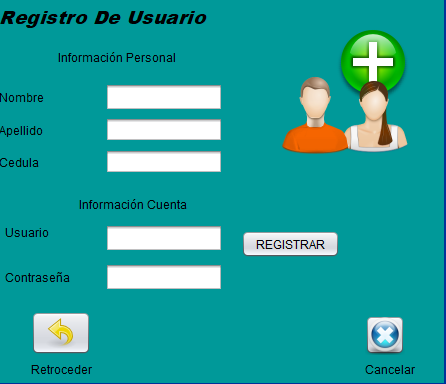 Registro De Usuario
Información Personal
Nombre
Apellido
Cedula
Información Cuenta
Usuario
REGISTRAR
Contraseña
Retroceder
Cancelar